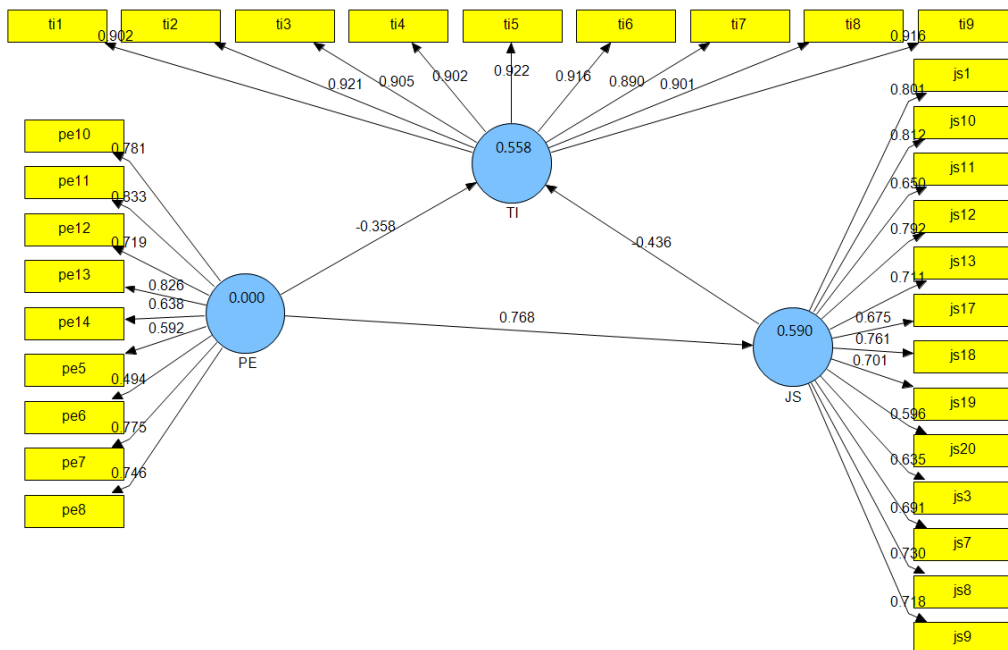 ti1 ti2 ti3 ti4 ti5 ti6 ti7 ti8 ti9
0.902 0.921 0.905 0.902 0.922 0.916 0.890 0.901 0.916
0.558
TI
pe10
pe11
pe12
pe13
pe14
pe5
pe6
pe7
pe8
0.781
0.833
0.719
0.826
0.638
0.592
0.494
0.775
0.746
0.000
PE
-0.358
-0.436
0.768
0.590
JS
0.801
0.812
0.650
0.792
0.711
0.675
0.761
0.701
0.596
0.635
0.691
0.730
0.718
js1
js10
js11
js12
js13
js17
js18
js19
js20
js3
js7
js8
js9